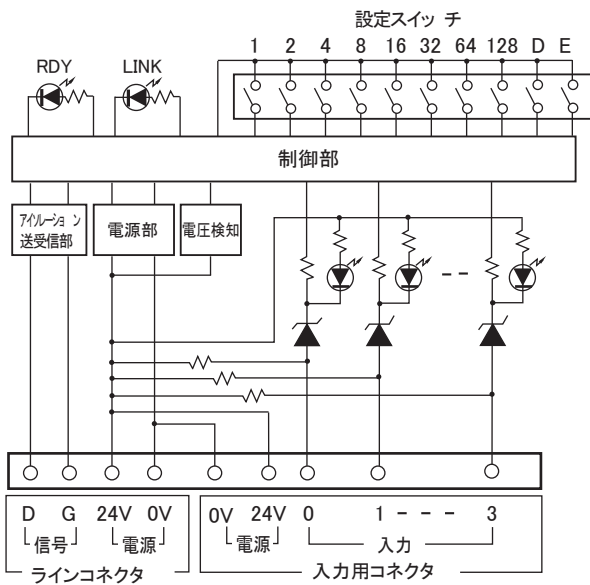 設定スイッチ
RDY LINK 1 2 4 8 16 32 64 128 D E
制御部
アイソレーション
送受信部
電源部
電圧検知
D G 24V 0V
信号 電源
ラインコネクタ
0V 24V 0 1 - - - 3
電源 入力
入力用コネクタ